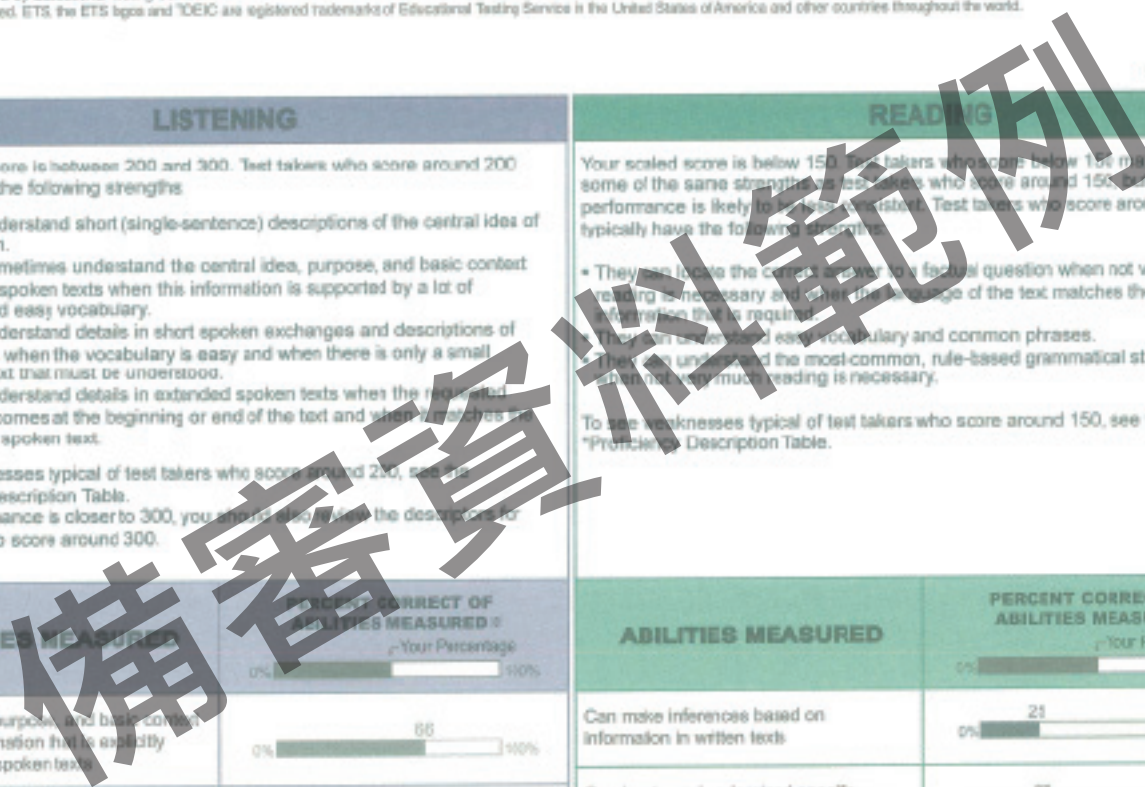 ed. ETS, the ETS logos and TOEIC are registered trademarks of Educational Testing Service in the United States of America and other countries throughout the world.
LISTENING
ore is between 200 and 300. Test takers who score around 200
the following strengths
derstand short (single-sentence) descriptions of the central idea of
n.
metimes understand the central idea, purpose, and basic context
spoken texts when this information is supported by a lot of
d easy vocabulary.
derstand details in short spoken exchanges and descriptions of
when the vocabulary is easy and when there is only a small
xt that must be understood.
derstand details in extended spoken texts when the requested
comes at the beginning or end of the text and when it matches the
spoken text.
esses typical of test takers who score around 200, see the
escription Table.
ance is closer to 300, you should also review the descriptors for
o score around 300.
ES MEASURED
PERCENT CORRECT OF
ABILITIES MEASURED
Your Percentage
0% 100%
urpose, and basic context
mation that is explicitly
spoken texts
66
0% 100%
READING
Your scaled score is below 150. Test takers who score below 150 ma
some of the same strengths as test takers who score around 150, bu
performance is likely to be less consistent. Test takers who score arou
typically have the following strengths:
• They can locate the correct answer to a factual question when not v
reading is necessary and when the language of the text matches th
information that is required.
• They can understand easy vocabulary and common phrases.
• They can understand the most-common, rule-based grammatical st
when not very much reading is necessary.
To see weaknesses typical of test takers who score around 150, see
"Proficiency Description Table.
ABILITIES MEASURED
PERCENT CORRE
ABILITIES MEAS
Your
0%
Can make inferences based on
information in written texts
21
0%
備審資料範例